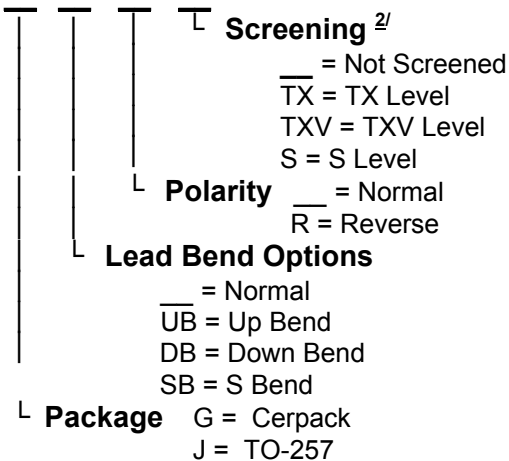 Screening 2/
__ = Not Screened
TX = TX Level
TXV = TXV Level
S = S Level
Polarity __ = Normal
R = Reverse
Lead Bend Options
__ = Normal
UB = Up Bend
DB = Down Bend
SB = S Bend
Package G = Cerpack
J = TO-257